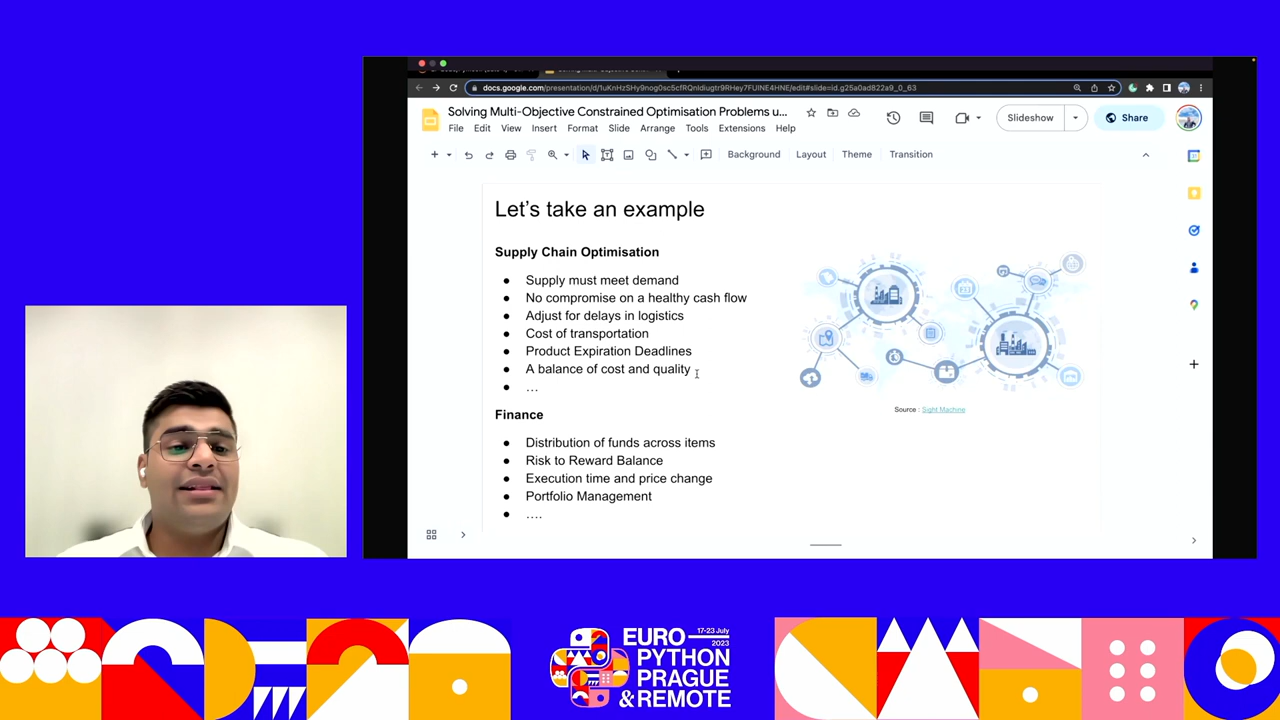 docs.google.com/presentation/d/1uKnHzSHy9nog0sc5cfRQnldiugtr9RHey7FUINE4HNE/edit#slide=id.g25a0ad822a9_0_63
Solving Multi-Objective Constrained Optimisation Problems u...
File Edit View Insert Format Slide Arrange Tools Extensions Help
Slideshow
Share
Background Layout Theme Transition
Let's take an example
Supply Chain Optimisation
● Supply must meet demand
● No compromise on a healthy cash flow
● Adjust for delays in logistics
● Cost of transportation
● Product Expiration Deadlines
● A balance of cost and quality
● …
Source : Sight Machine
Finance
● Distribution of funds across items
● Risk to Reward Balance
● Execution time and price change
● Portfolio Management
● ….
17-23 July
2023
EURO
PYTHON
PRAGUE
& REMOTE